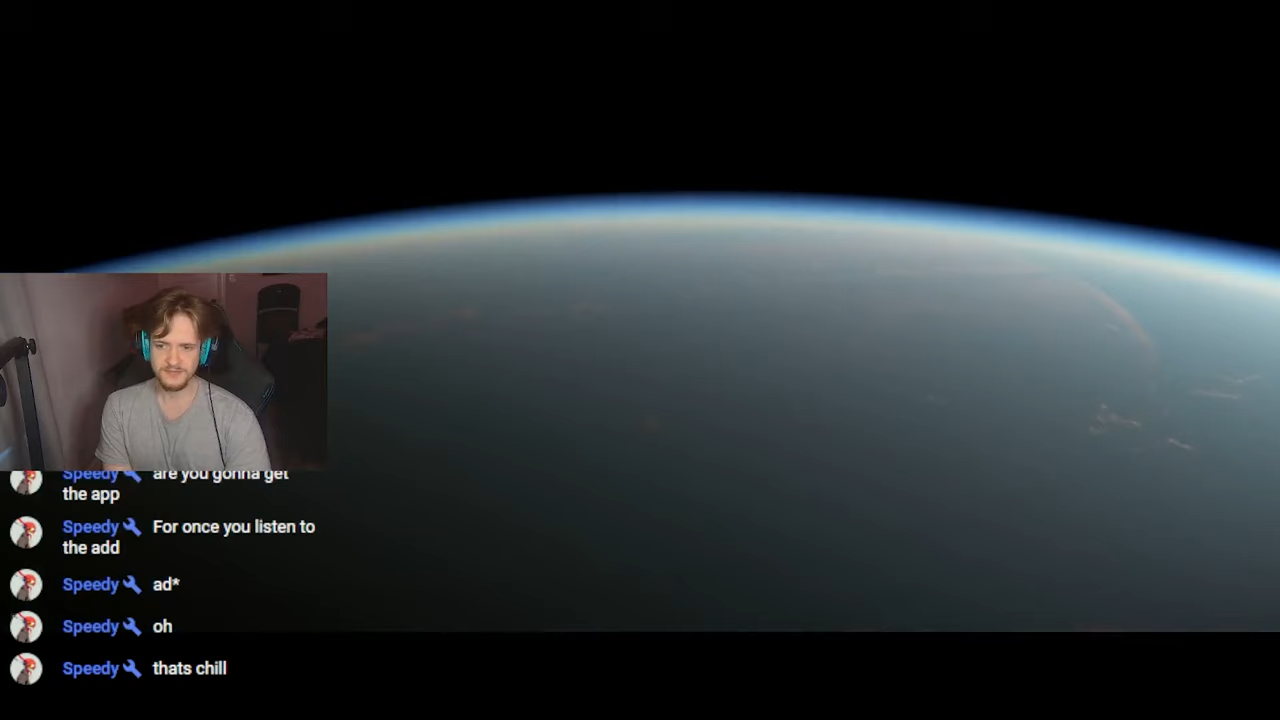 Speedy are you gonna get
the app
Speedy For once you listen to
the add
Speedy ad*
Speedy oh
Speedy thats chill